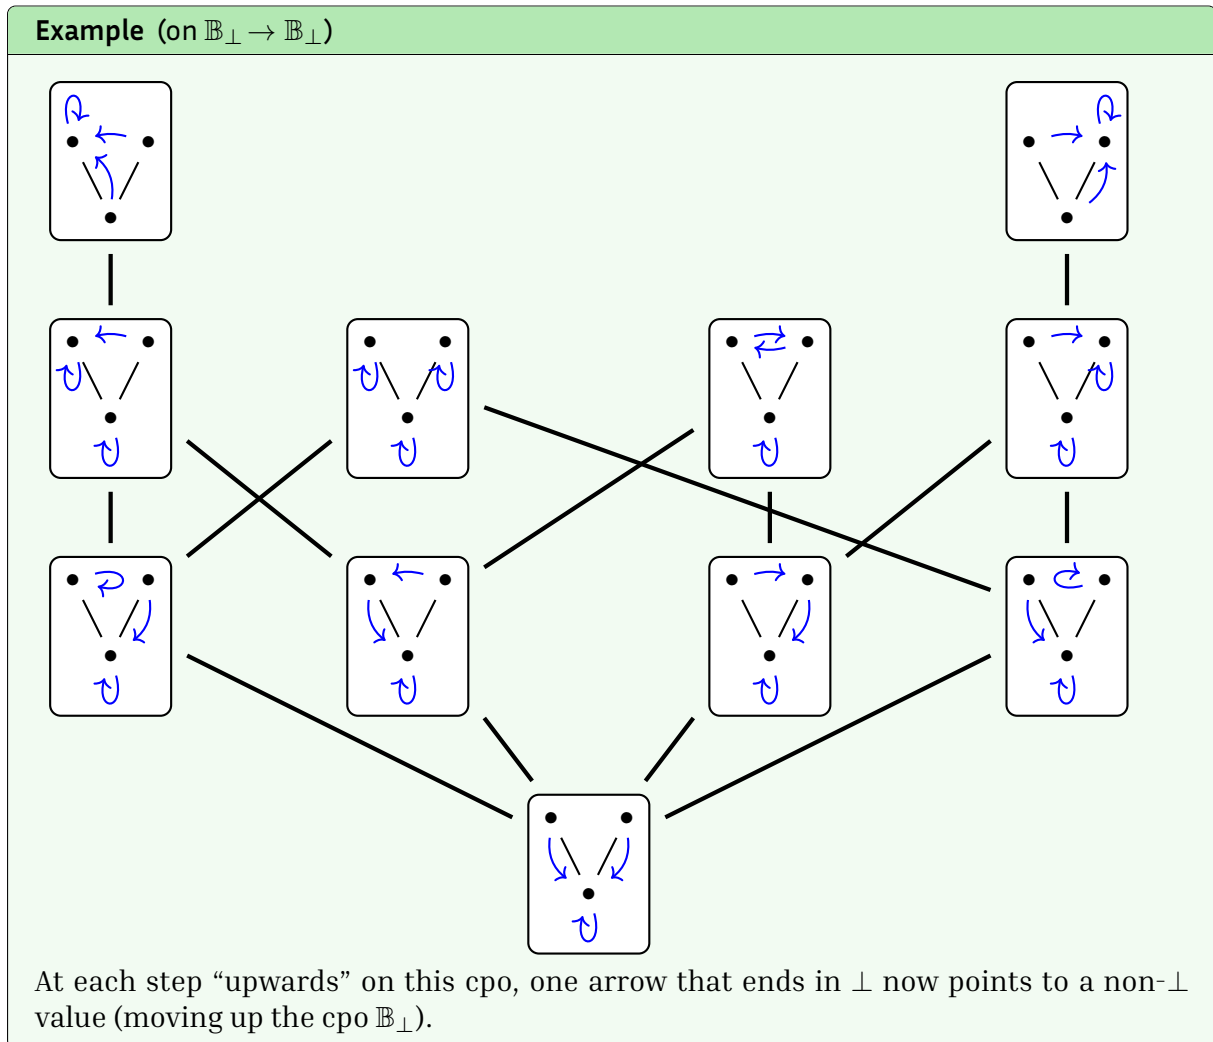 Example (on 𝔹⊥ → 𝔹⊥)
At each step “upwards” on this cpo, one arrow that ends in ⊥ now points to a non-⊥
value (moving up the cpo 𝔹⊥).